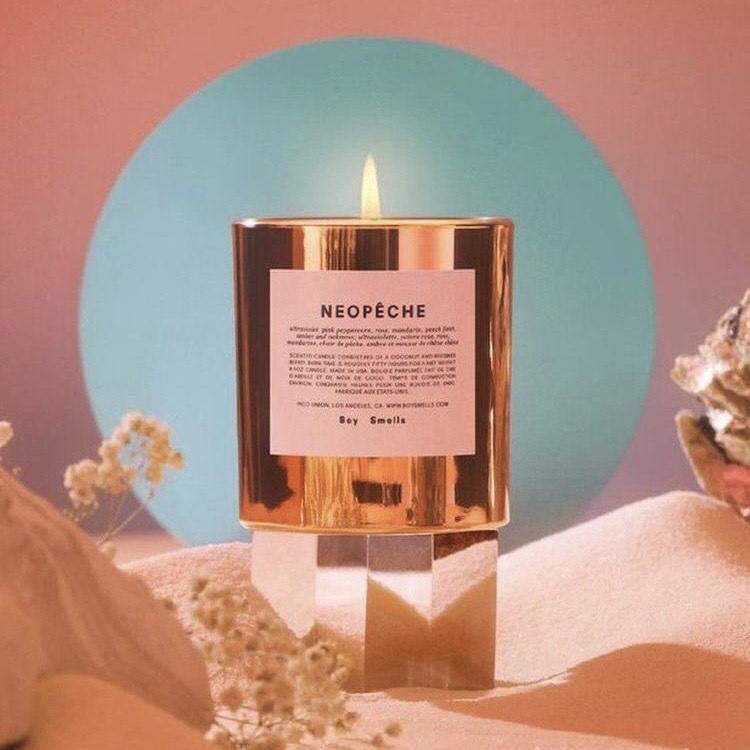 NEOPÊCHE
ultraviolet, pink peppercorn, rose, mandarin, peach fuzz,
amber and oakmoss; ultraviolette, poivre rose, rose,
mandarine, chair de pêche, ambre et mousse de chêne
SCENTED CANDLE CONSISTING OF A COCONUT AND BEESWAX
BLEND. BURN TIME IS ROUGHLY FIFTY HOURS FOR A NET WEIGHT
8.5OZ CANDLE. MADE IN USA. BOUGIE PARFUMÉE FAIT DE CIRE
D'ABEILLE ET DE NOIX DE COCO. TEMPS DE COMBUSTION
ENVIRON. CINQUANTE HEURES POUR UNE BOUGIE DE
FABRIQUÉ AUX ÉTATS-UNIS.
PICO UNION, LOS ANGELES, CA. WWW.BOYSMELLS.COM
Boy Smells